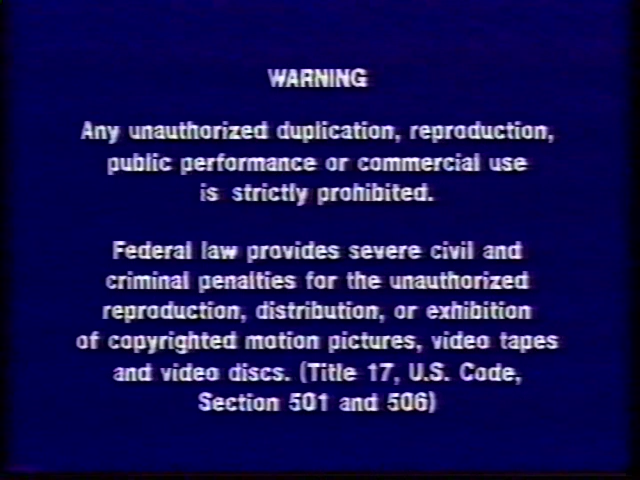 WARNING
Any unauthorized duplication, reproduction,
public performance or commercial use
is strictly prohibited.
Federal law provides severe civil and
criminal penalties for the unauthorized
reproduction, distribution, or exhibition
of copyrighted motion pictures, video tapes
and video discs. (Title 17, U.S. Code,
Section 501 and 506)